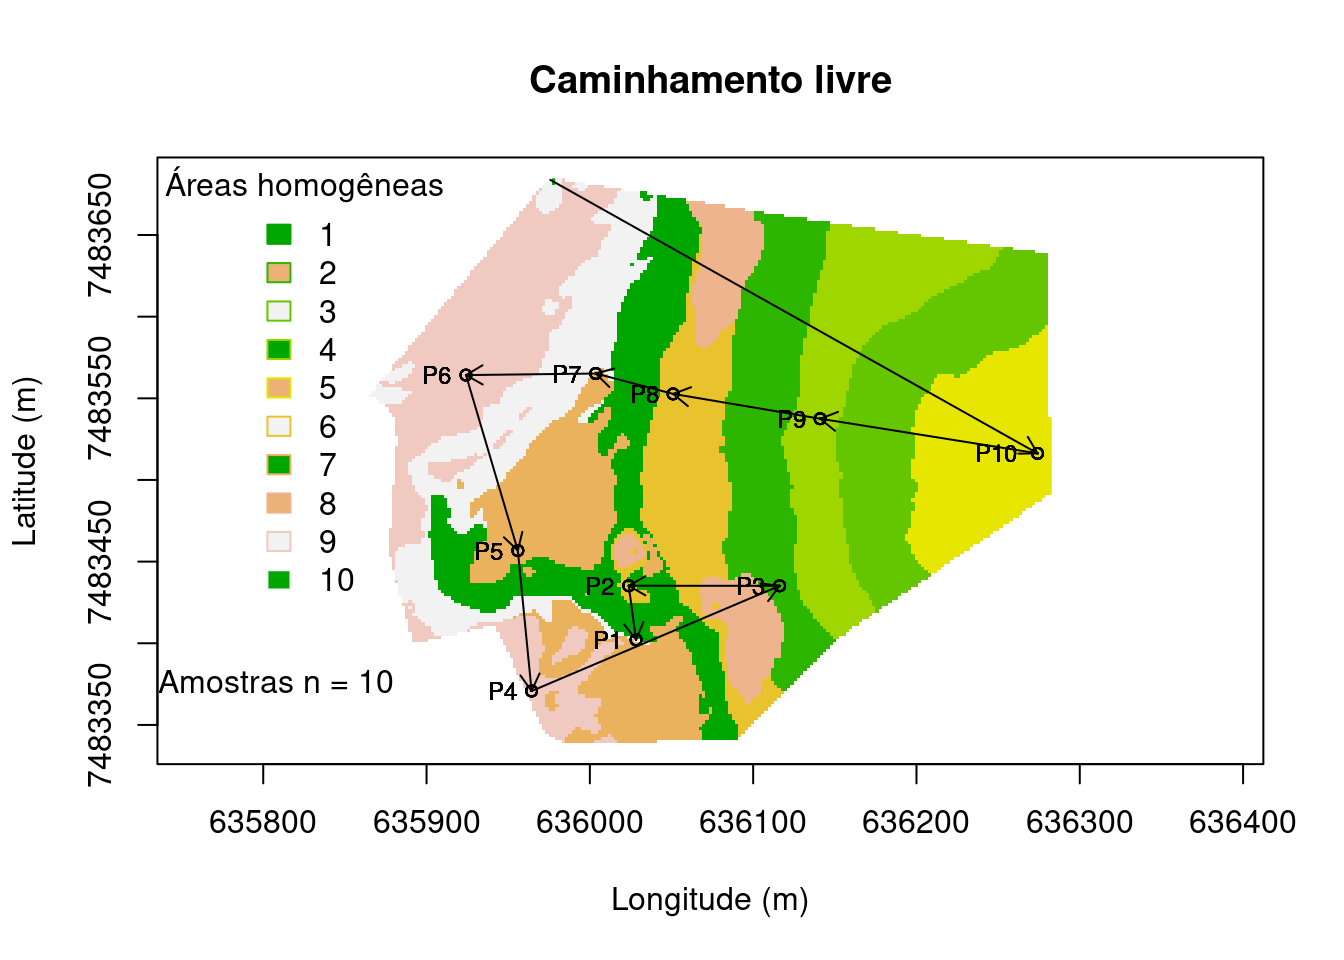 Caminhamento livre
Áreas homogêneas
1
2
3
4
5
6
7
8
9
10
Amostras n = 10
P6
P7
P8
P9
P10
P5
P2
P3
P1
P4
7483650
7483550
7483450
7483350
Latitude (m)
635800 635900 636000 636100 636200 636300 636400
Longitude (m)